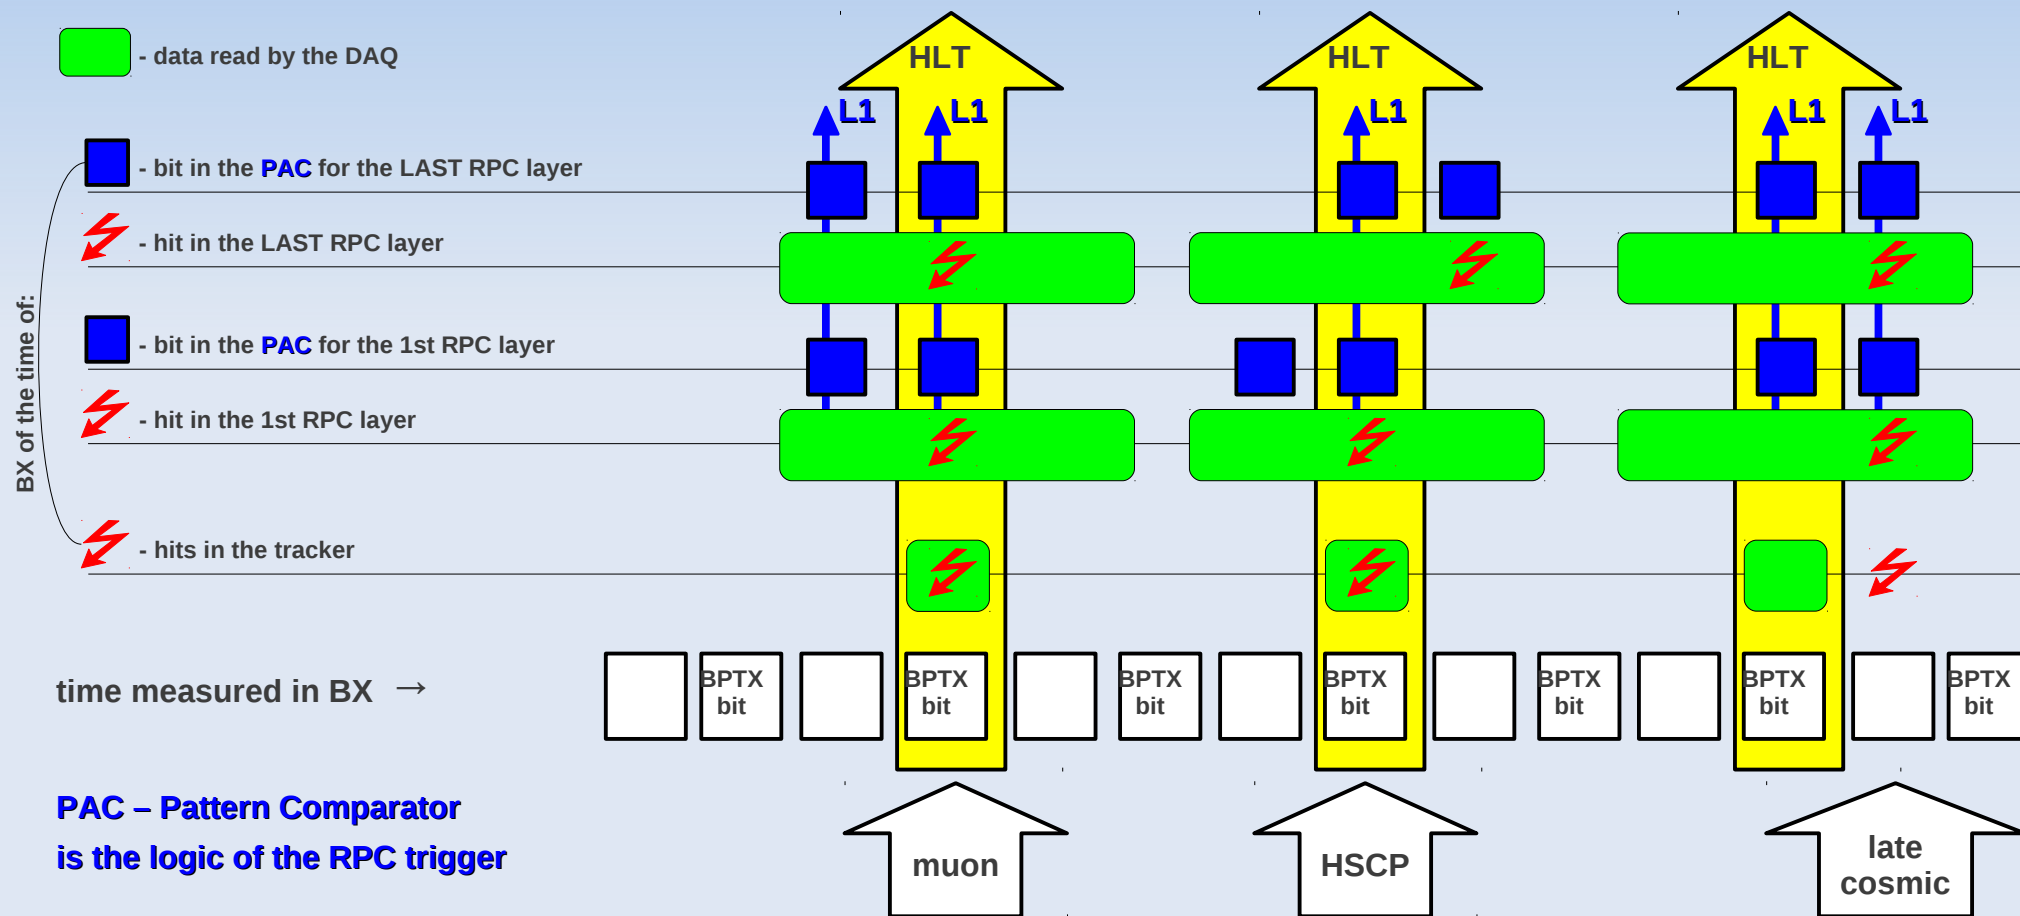 HLT HLT HLT
- data read by the DAQ
L1 L1 L1 L1 L1
- bit in the PAC for the LAST RPC layer
- hit in the LAST RPC layer
BX of the time of:
- bit in the PAC for the 1st RPC layer
- hit in the 1st RPC layer
- hits in the tracker
time measured in BX →
BPTX BPTX BPTX BPTX BPTX BPTX BPTX
bit bit bit bit bit bit bit
PAC – Pattern Comparator
is the logic of the RPC trigger
muon
HSCP
late
cosmic